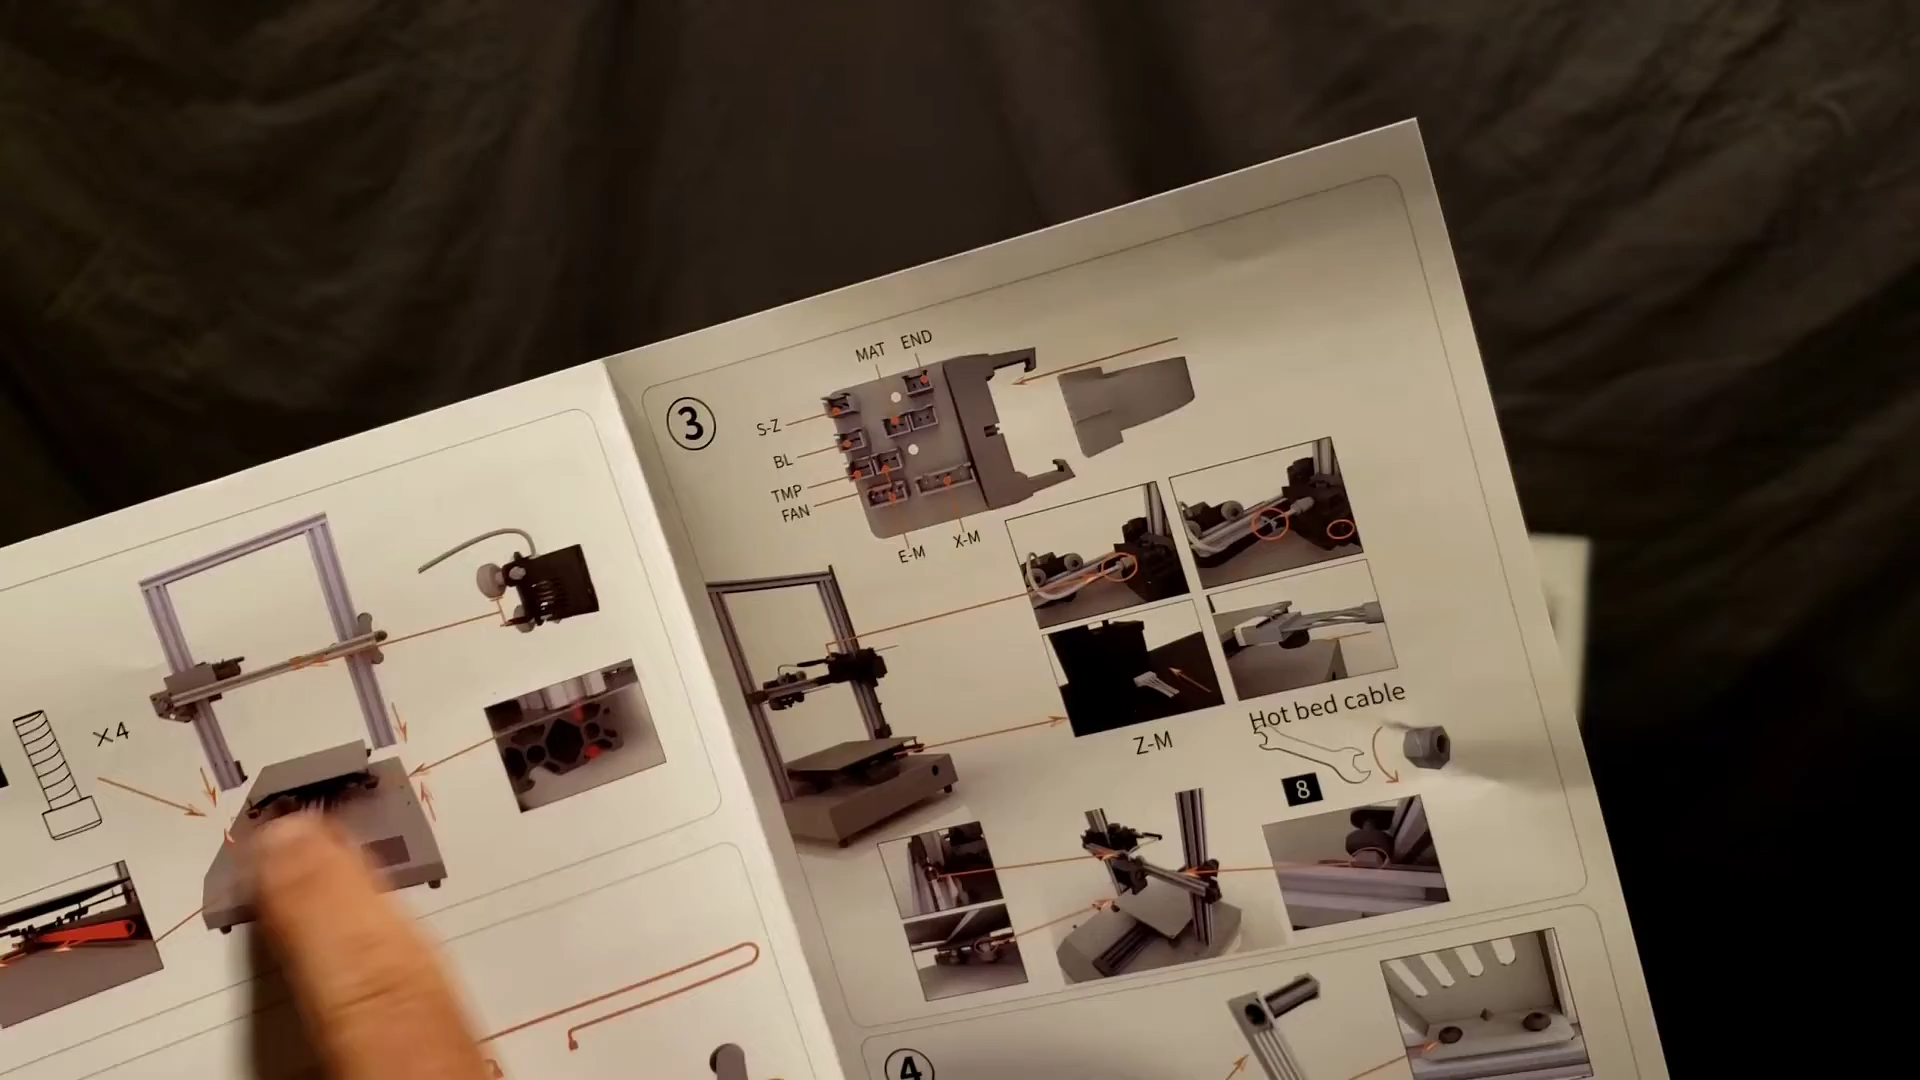 ×4
3
MAT END
S-Z
BL
TMP
FAN
E-M X-M
Hot bed cable
Z-M
8
4